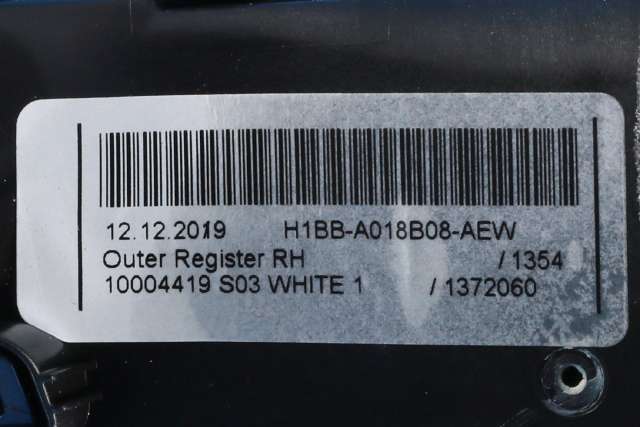 12.12.2019 H1BB-A018B08-AEW
Outer Register RH / 1354
10004419 S03 WHITE 1 / 1372060